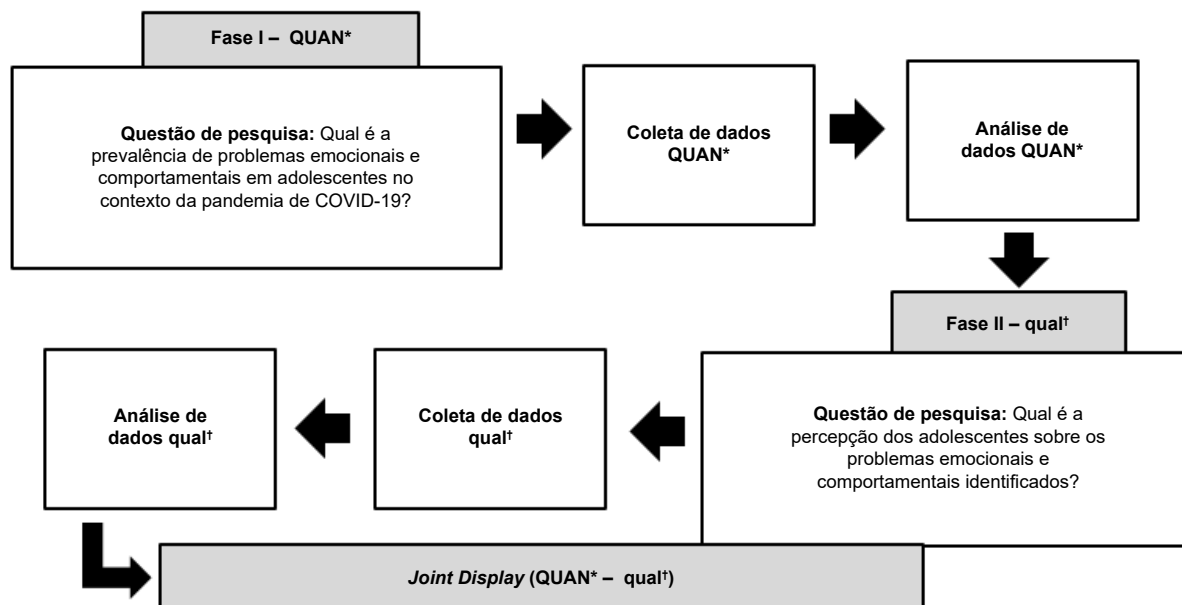 Fase I – QUAN*
Questão de pesquisa: Qual é a
prevalência de problemas emocionais e
comportamentais em adolescentes no
contexto da pandemia de COVID-19?
Coleta de dados
QUAN*
Análise de
dados QUAN*
Fase II – qual†
Questão de pesquisa: Qual é a
percepção dos adolescentes sobre os
problemas emocionais e
comportamentais identificados?
Coleta de dados
qual†
Análise de
dados qual†
Joint Display (QUAN* – qual†)